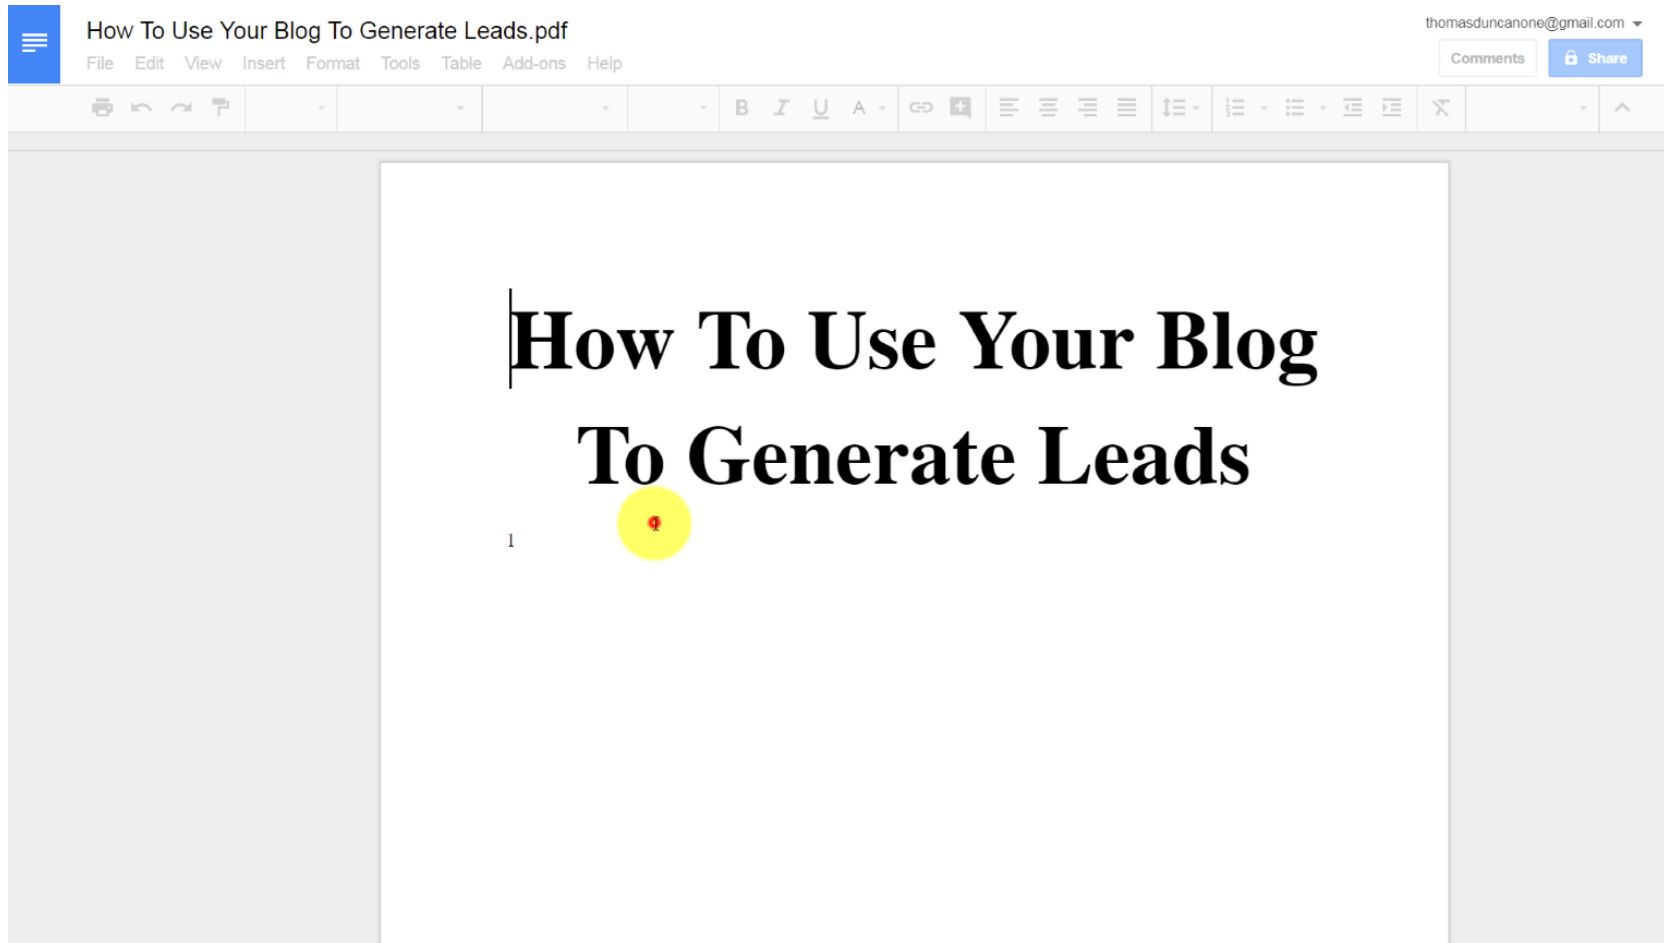 How To Use Your Blog To Generate Leads.pdf
thomasduncanone@gmail.com
File Edit View Insert Format Tools Table Add-ons Help
Comments Share
B I U A
How To Use Your Blog
To Generate Leads
1